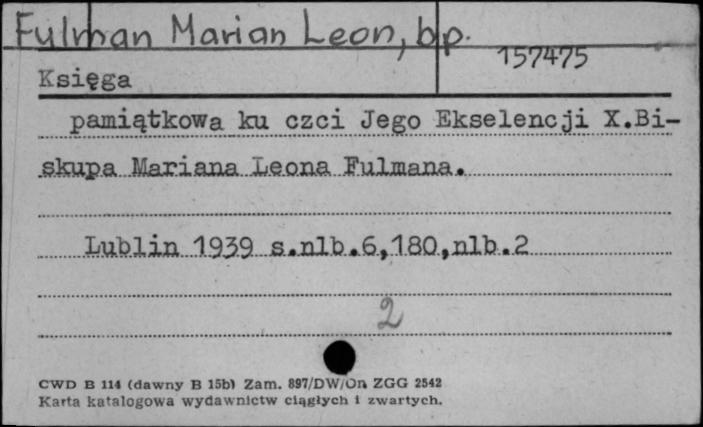 Fulman Marian Leon, bp.
157475
Księga
pamiątkowa ku czci Jego Ekselencji X.Bi-
skupa Mariana Leona Fulmana.
Lublin 1939 s.nlb.6,180,nlb.2
2
CWD B 114 (dawny B 15b) Zam. 897/DW/On ZGG 2542
Karta katalogowa wydawnictw ciągłych i zwartych.